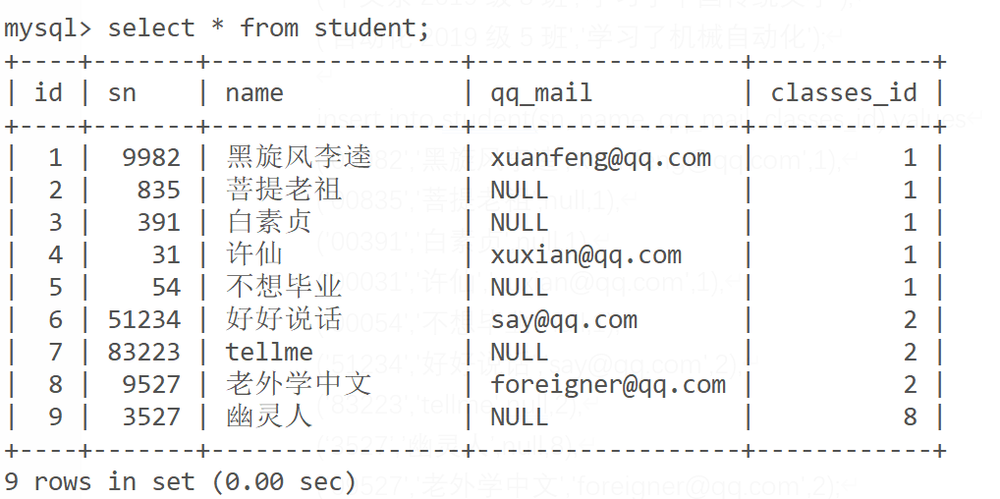 mysql> select * from student;
+----+-------+-----------------+------------------+------------+
| id | sn    | name            | qq_mail          | classes_id |
+----+-------+-----------------+------------------+------------+
|  1 |  9982 | 黑旋风李逵 | xuanfeng@qq.com  |          1 |
|  2 |   835 | 菩提老祖 | NULL             |          1 |
|  3 |   391 | 白素贞 | NULL             |          1 |
|  4 |    31 | 许仙 | xuxian@qq.com    |          1 |
|  5 |    54 | 不想毕业 | NULL             |          1 |
|  6 | 51234 | 好好说话 | say@qq.com       |          2 |
|  7 | 83223 | tellme          | NULL             |          2 |
|  8 |  9527 | 老外学中文 | foreigner@qq.com |          2 |
|  9 |  3527 | 幽灵人 | NULL             |          8 |
+----+-------+-----------------+------------------+------------+
9 rows in set (0.00 sec)